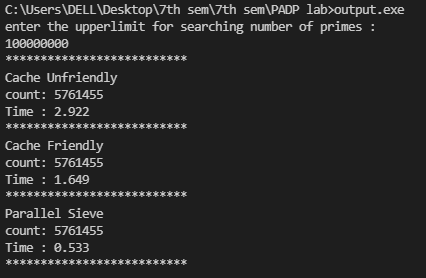 C:\Users\DELL\Desktop\7th sem\7th sem\PADP lab>output.exe
enter the upperlimit for searching number of primes :
100000000
**************************
Cache Unfriendly
count: 5761455
Time : 2.922
**************************
Cache Friendly
count: 5761455
Time : 1.649
**************************
Parallel Sieve
count: 5761455
Time : 0.533
**************************